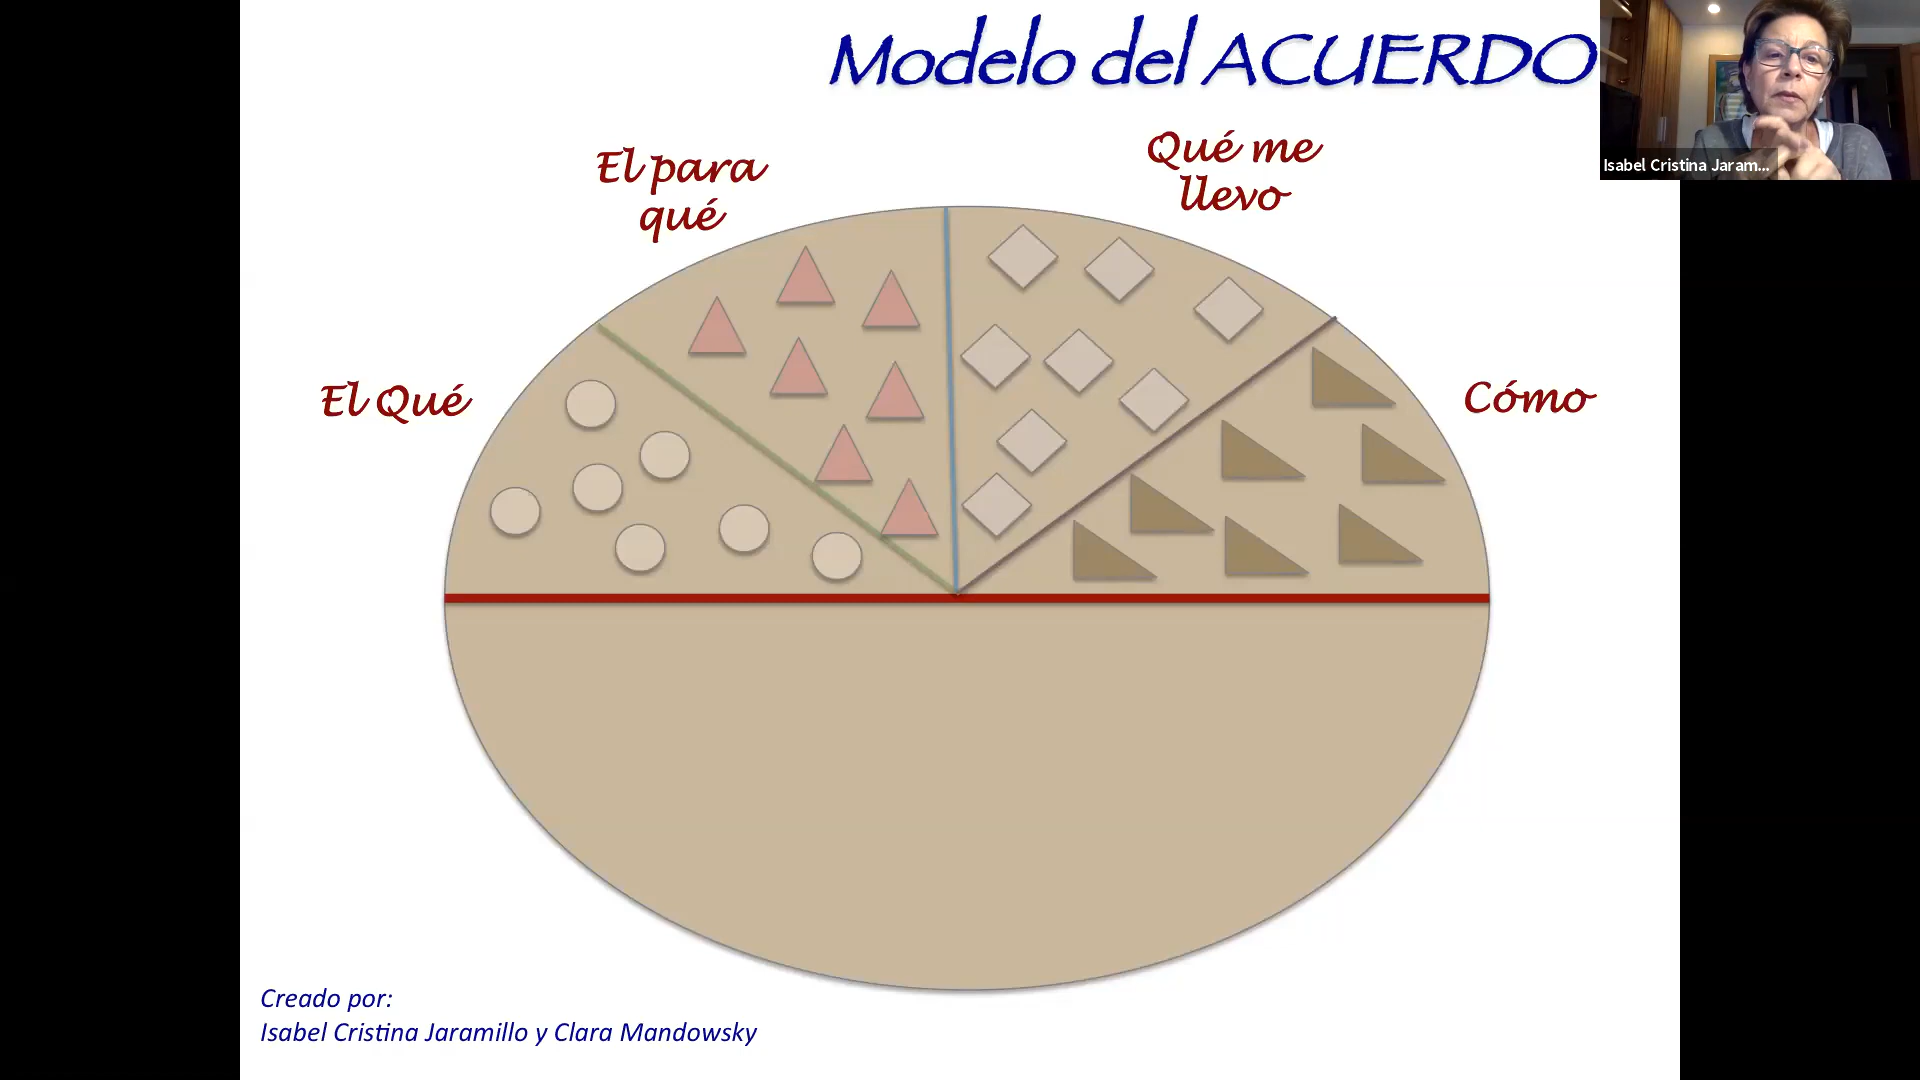 Modelo del ACUERDO
Isabel Cristina Jaram...
El para
qué
Qué me
llevo
El Qué
Cómo
Creado por:
Isabel Cristina Jaramillo y Clara Mandowsky